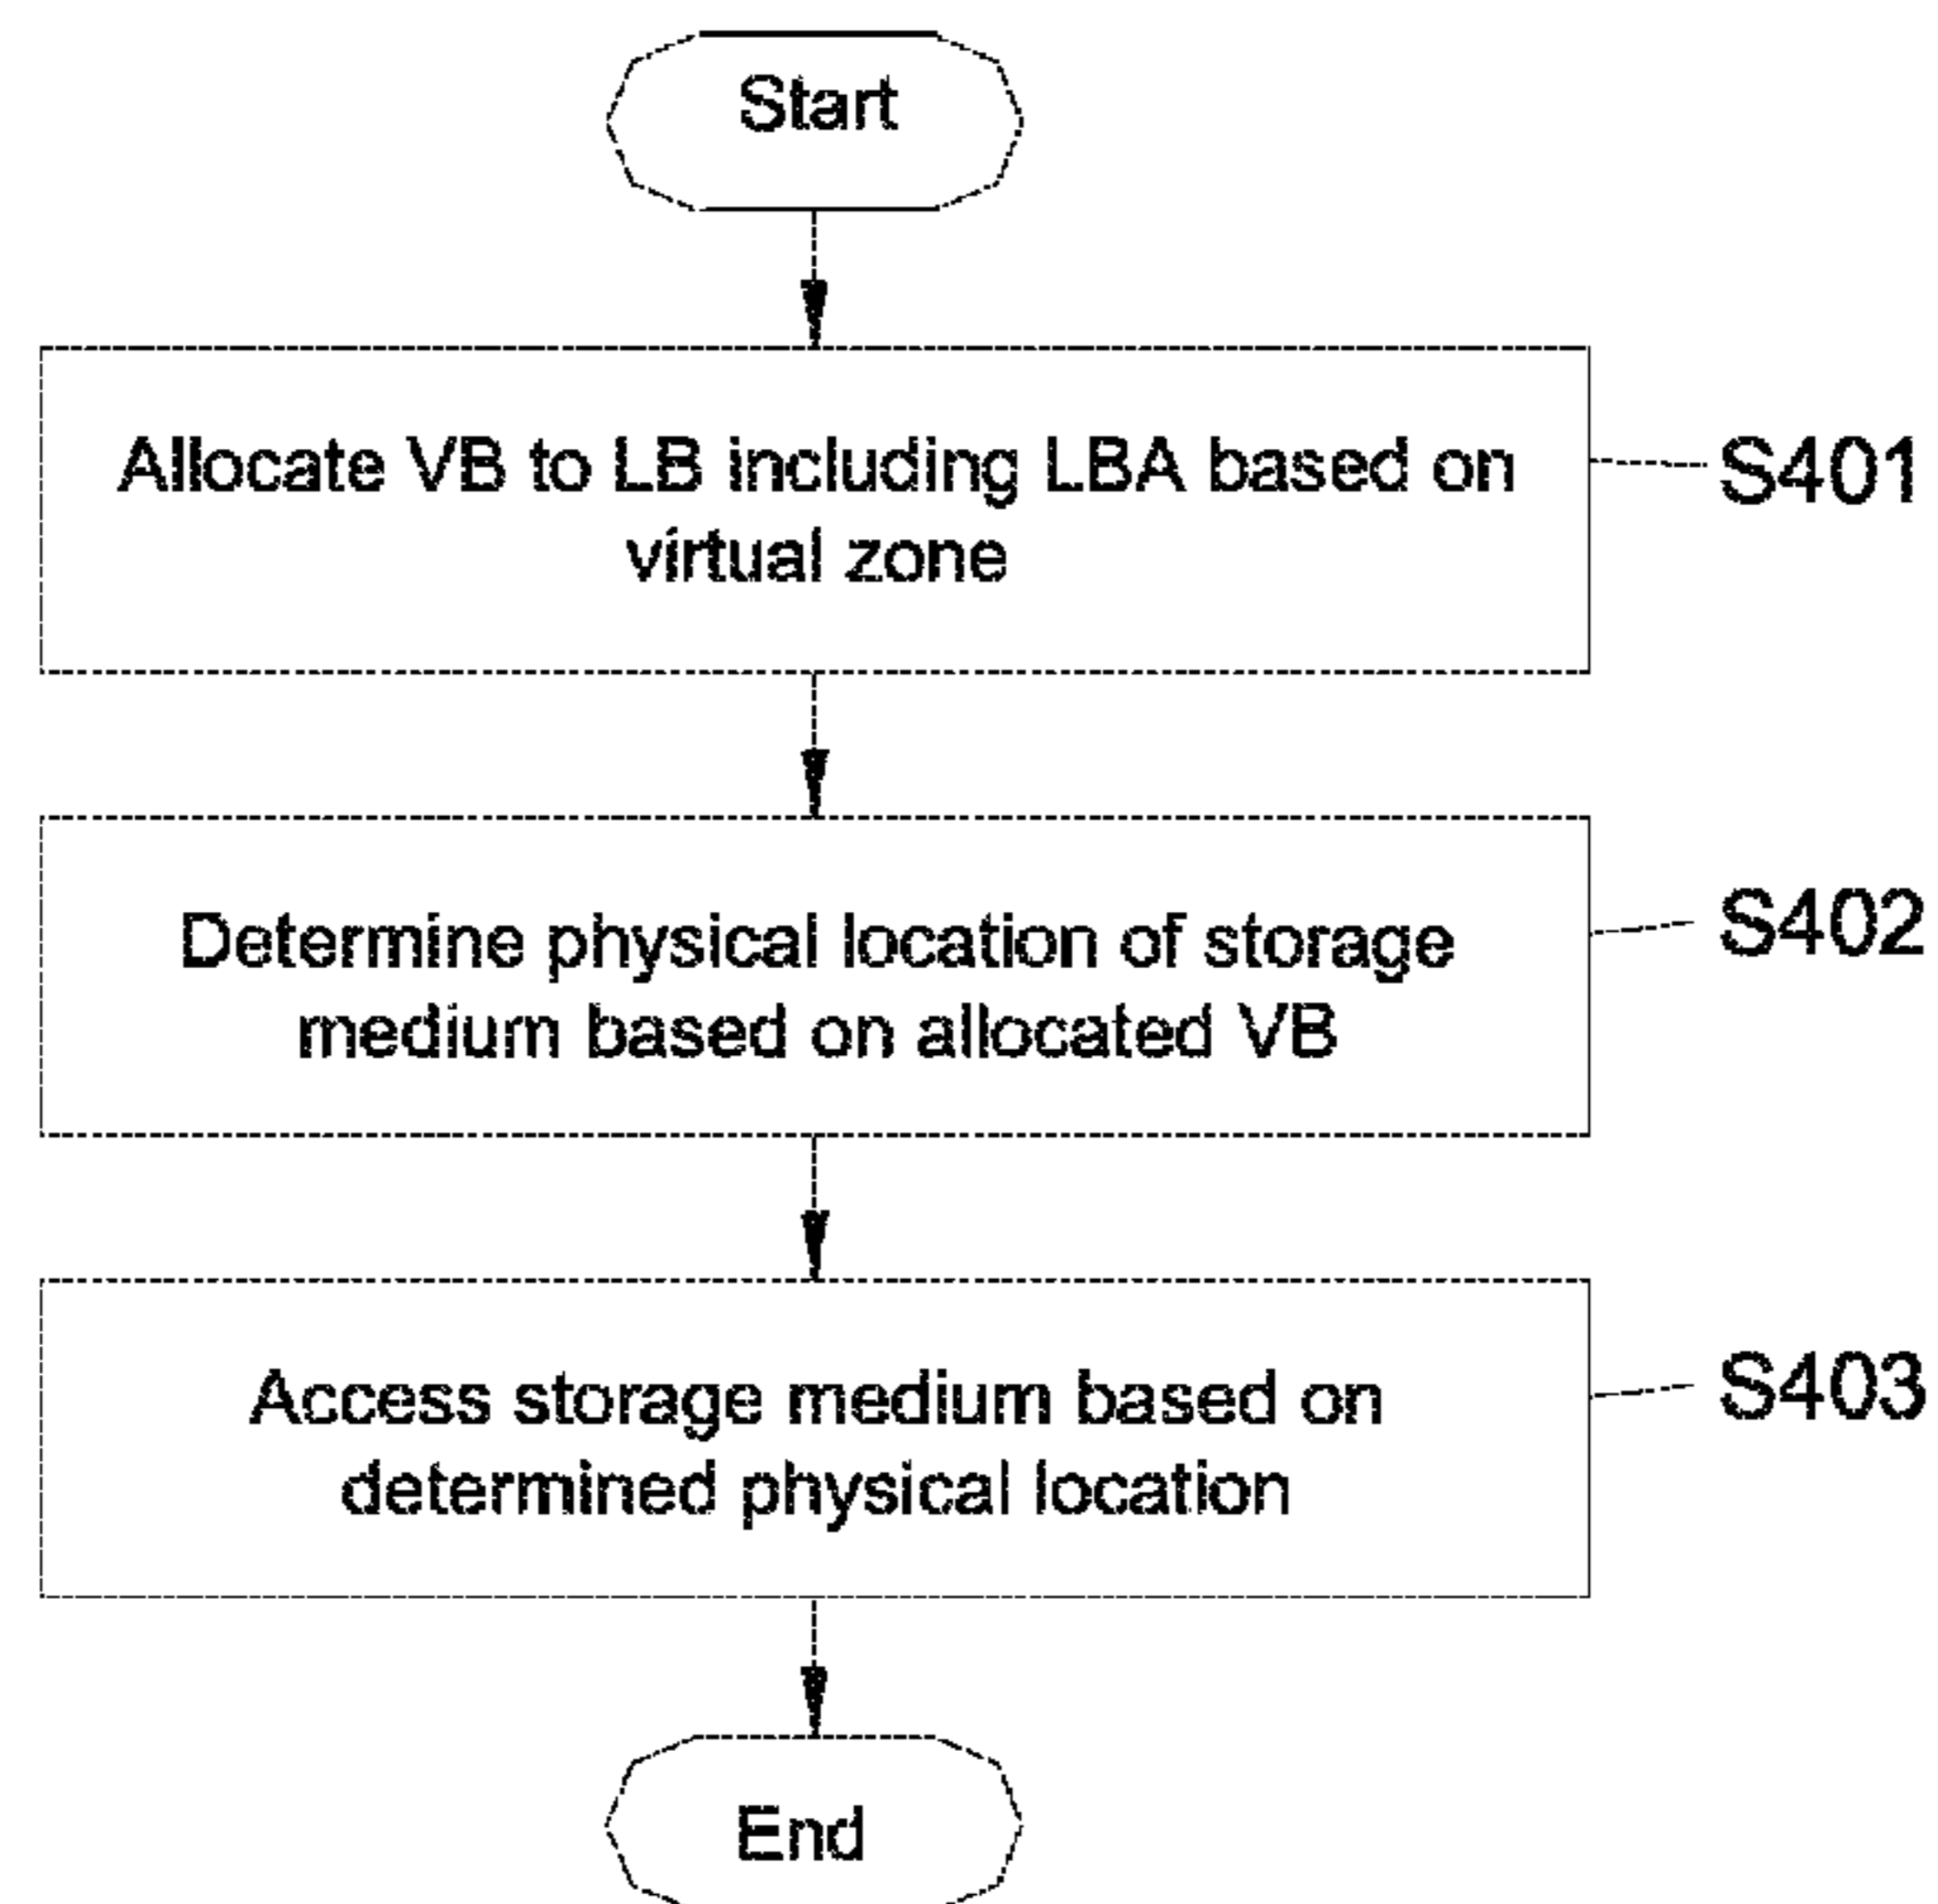 Start
Allocate VB to LB including LBA based on
virtual zone
S401
Determine physical location of storage
medium based on allocated VB
S402
Access storage medium based on
determined physical location
S403
End